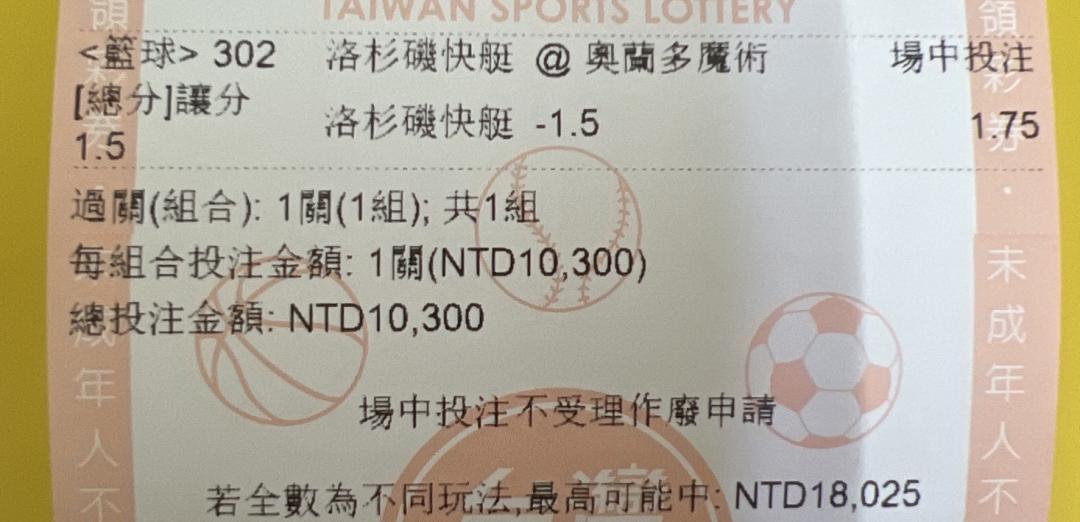 TAIWAN SPORTS LOTTERY
<籃球> 302 洛杉磯快艇 @ 奧蘭多魔術 場中投注
[總分]讓分
洛杉磯快艇 -1.5 1.75
1.5
過關(組合): 1關(1組); 共1組
每組合投注金額: 1關(NTD10,300)
總投注金額: NTD10,300
場中投注不受理作廢申請
若全數為不同玩法,最高可能中: NTD18,025
領彩券．未成年人不